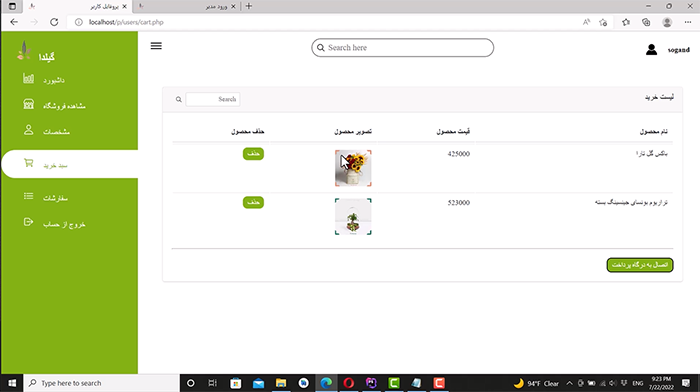 پروفایل کاربر
ورود مدیر
localhost/p/users/cart.php
گیلدا
Search here
sogand
داشبورد
مشاهده فروشگاه
مشخصات
سبد خرید
سفارشات
خروج از حساب
لیست خرید
Search
نام محصول
قیمت محصول
تصویر محصول
حذف محصول
باکس گل تارا
425000
حذف
تراریوم بونسای جینسینگ بسته
523000
حذف
اتصال به درگاه پرداخت
Type here to search
94°F Clear
ENG
9:23 PM
7/22/2022